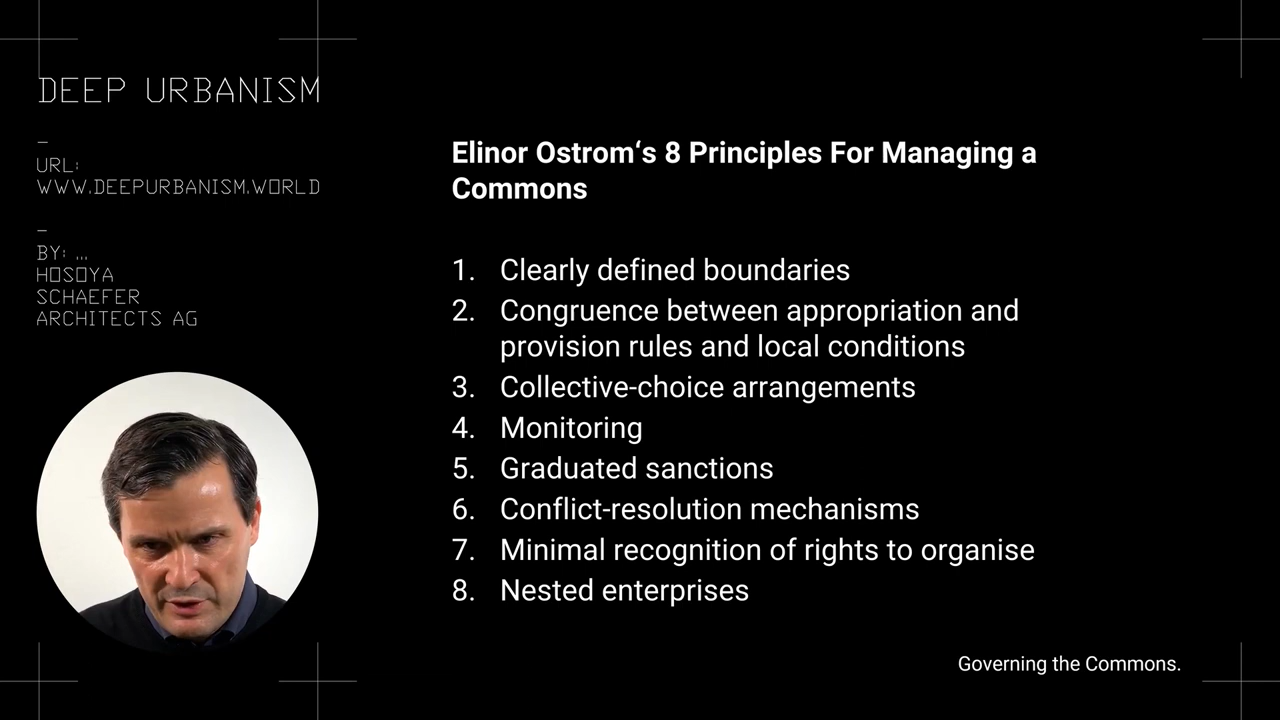 DEEP URBANISM
–
URL:
WWW.DEEPURBANISM.WORLD
–
BY: ...
HOSOYA
SCHAEFER
ARCHITECTS AG
Elinor Ostrom‘s 8 Principles For Managing a
Commons
1. Clearly defined boundaries
2. Congruence between appropriation and
provision rules and local conditions
3. Collective-choice arrangements
4. Monitoring
5. Graduated sanctions
6. Conflict-resolution mechanisms
7. Minimal recognition of rights to organise
8. Nested enterprises
Governing the Commons.